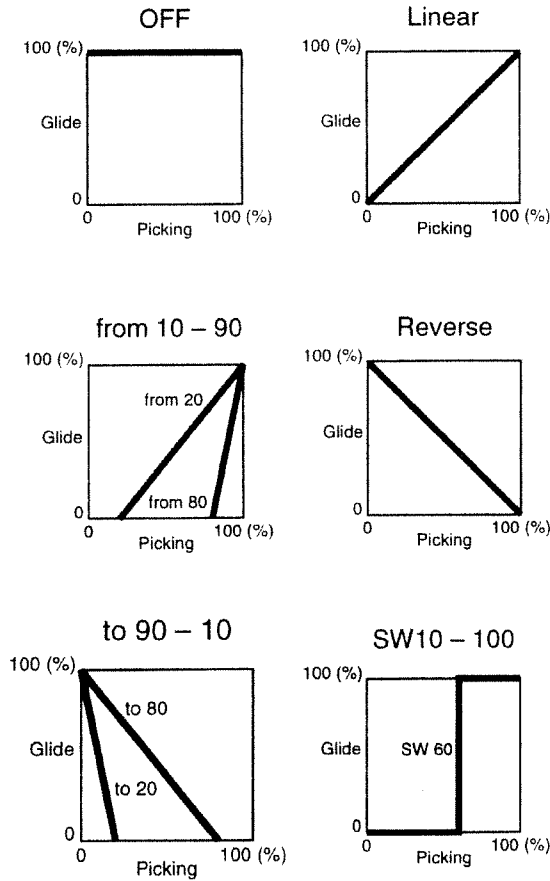 OFF
100 (%)
Glide
0
0
100 (%)
Picking
Linear
100 (%)
Glide
0
0
100 (%)
Picking
from 10 – 90
100 (%)
from 20
Glide
from 80
0
0
100 (%)
Picking
Reverse
100 (%)
Glide
0
0
100 (%)
Picking
to 90 – 10
100 (%)
to 80
Glide
to 20
0
0
100 (%)
Picking
SW10 – 100
100 (%)
Glide
SW 60
0
0
100 (%)
Picking